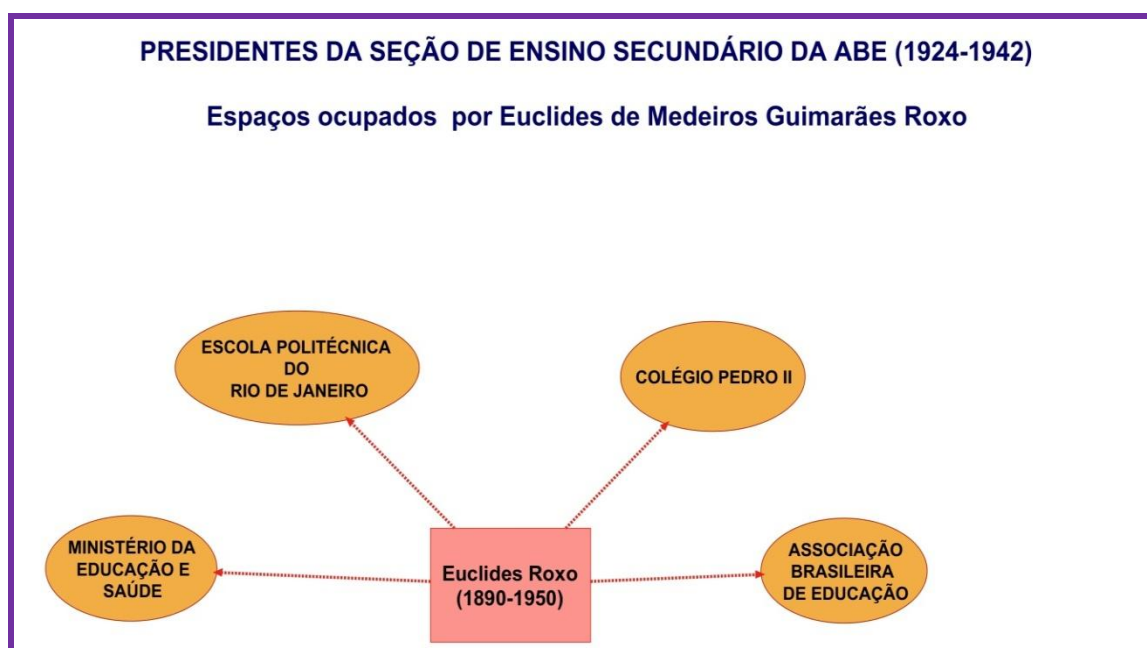 PRESIDENTES DA SEÇÃO DE ENSINO SECUNDÁRIO DA ABE (1924-1942)
Espaços ocupados por Euclides de Medeiros Guimarães Roxo
ESCOLA POLITÉCNICA
DO
RIO DE JANEIRO
COLÉGIO PEDRO II
MINISTÉRIO DA
EDUCAÇÃO E
SAÚDE
Euclides Roxo
(1890-1950)
ASSOCIAÇÃO
BRASILEIRA
DE EDUCAÇÃO